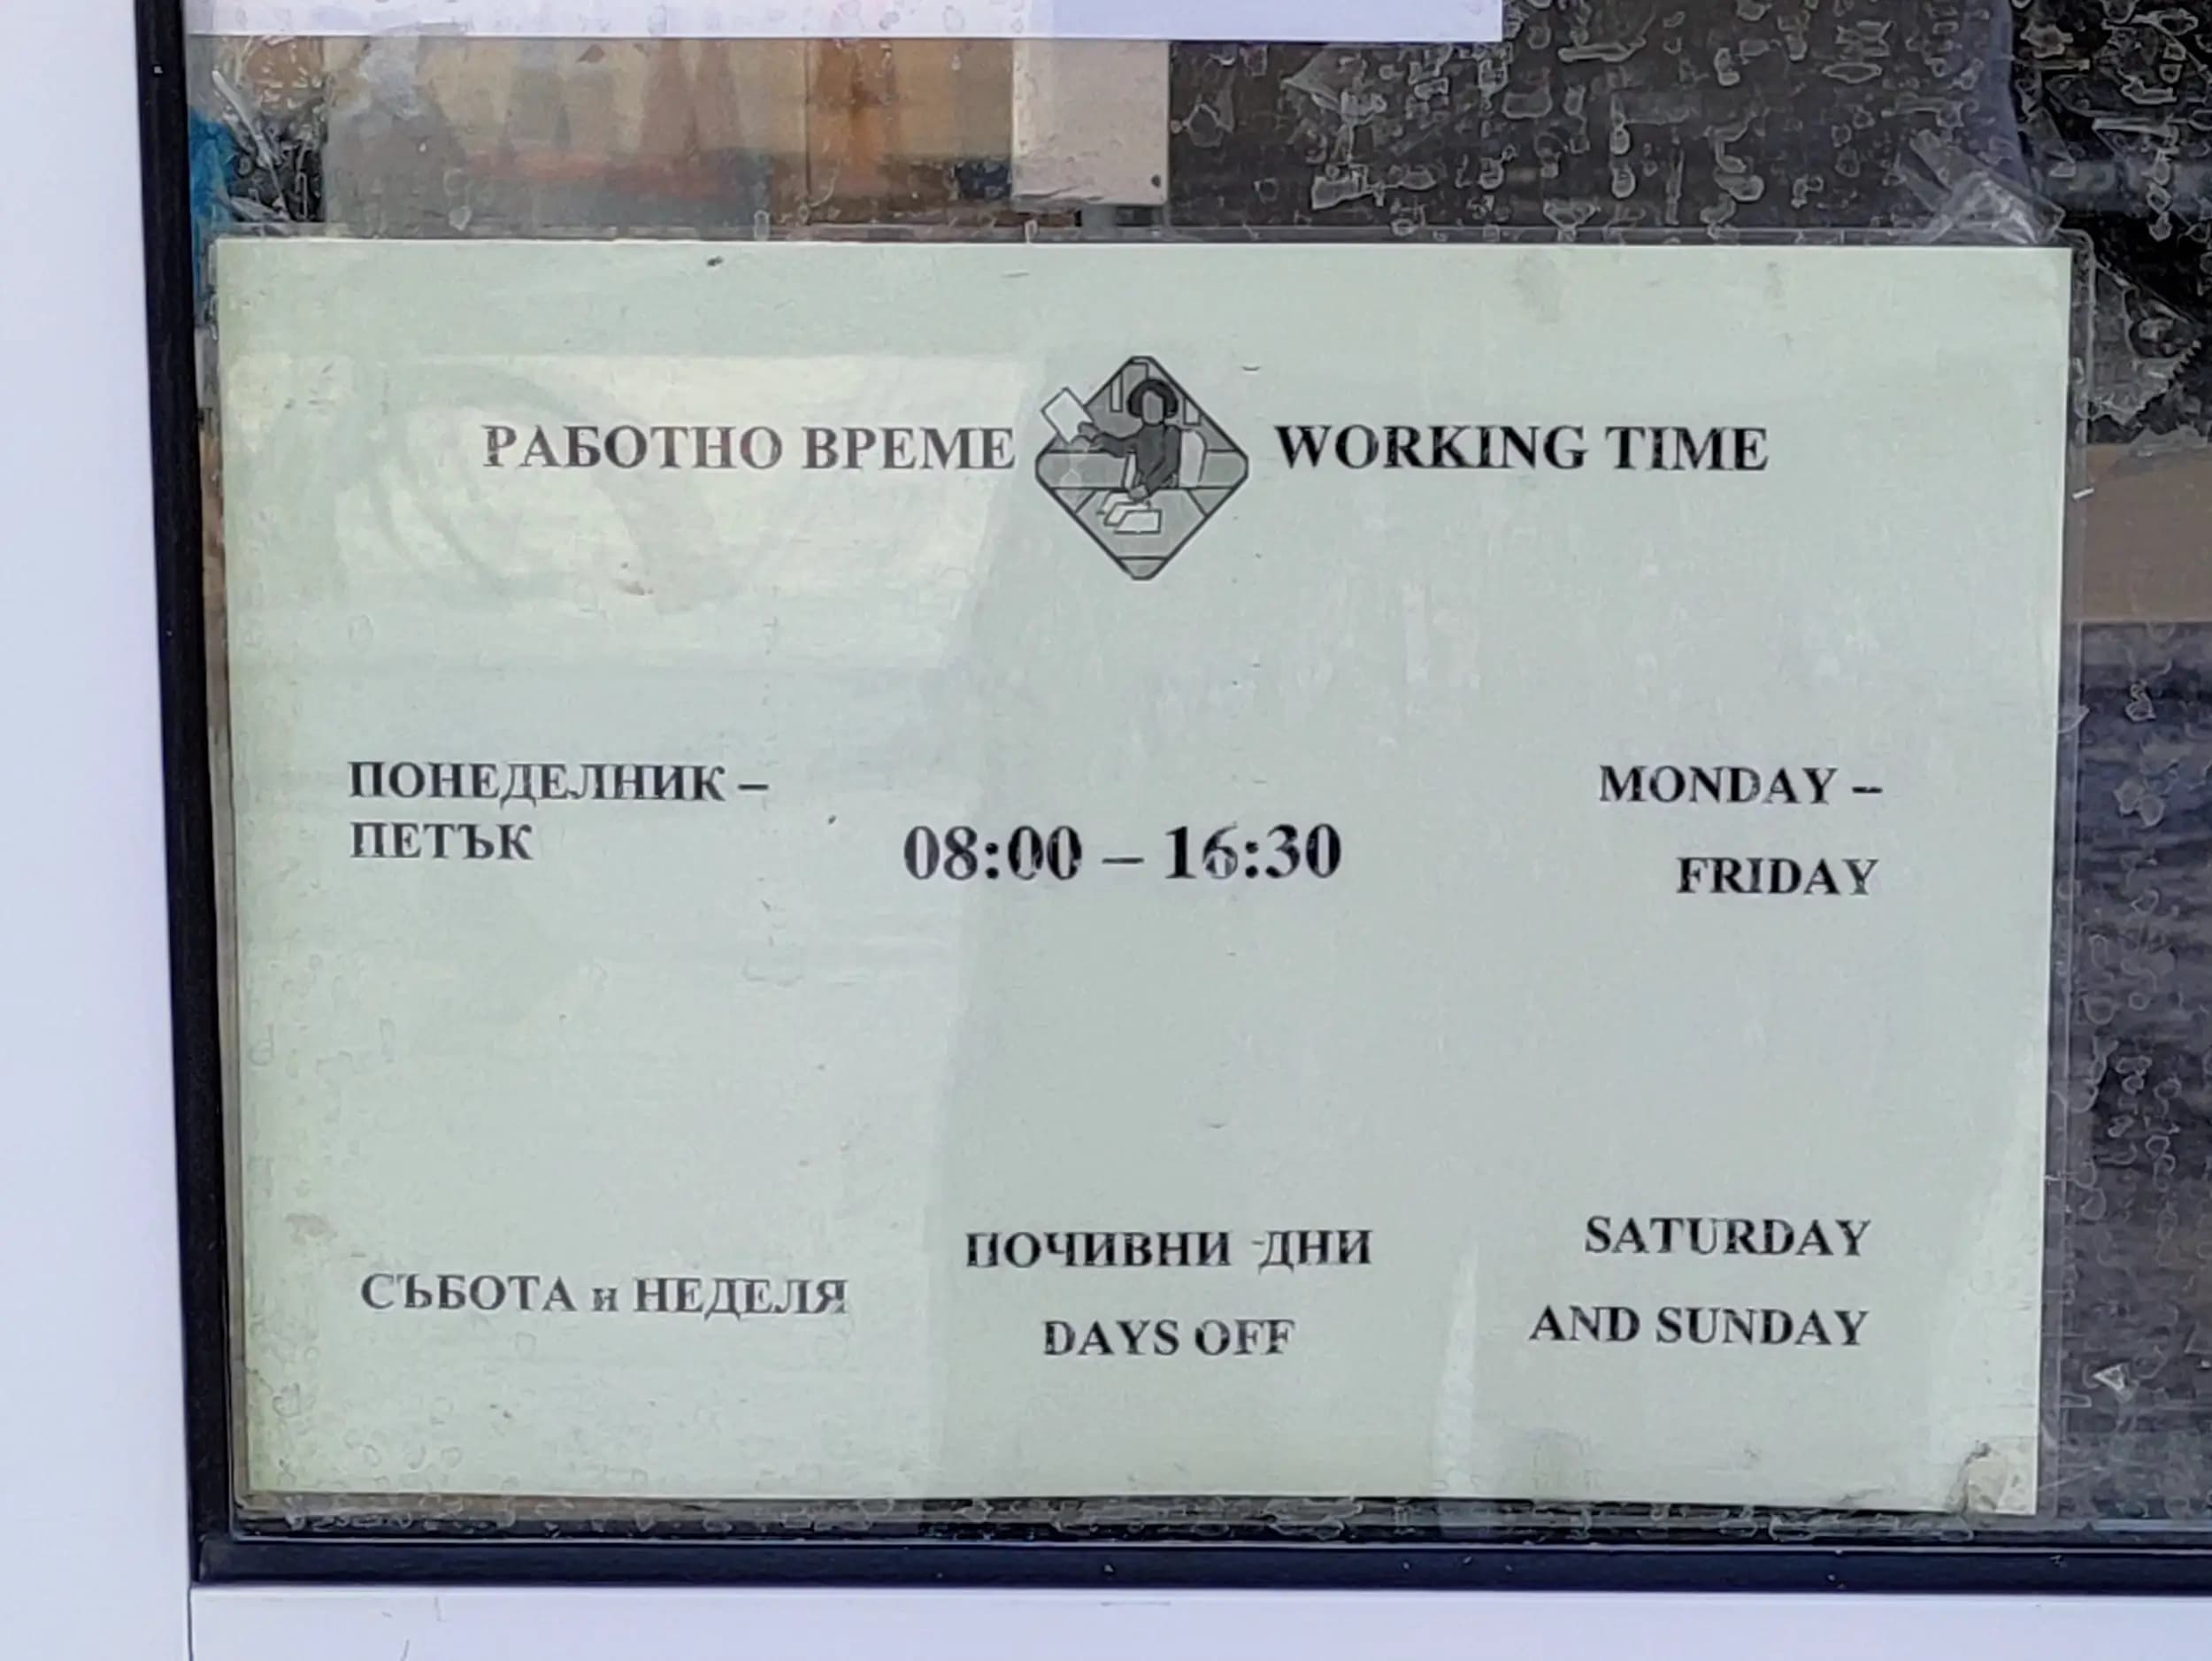 РАБОТНО ВРЕМЕ WORKING TIME
ПОНЕДЕЛНИК –
ПЕТЪК
08:00 – 16:30
MONDAY –
FRIDAY
СЪБОТА и НЕДЕЛЯ
ПОЧИВНИ ДНИ
DAYS OFF
SATURDAY
AND SUNDAY